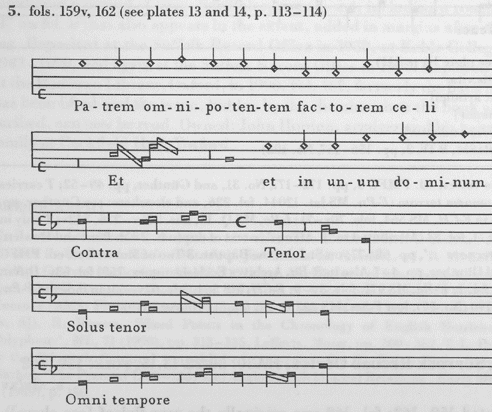 5. fols. 159v, 162 (see plates 13 and 14, p. 113–114)
Pa - trem om - ni - po - ten - tem fac - to - rem ce - li
Et et in un - um do - mi - num
Contra Tenor
Solus tenor
Omni tempore